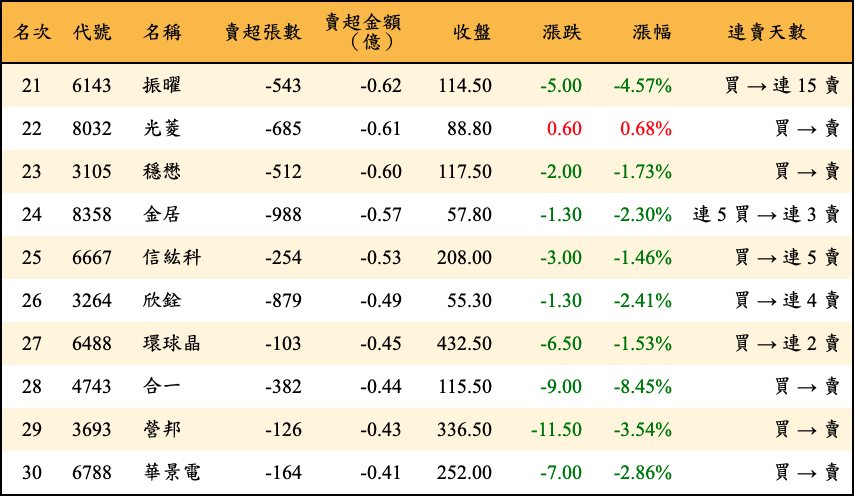 名次 代號 名稱 賣超張數 賣超金額（億） 收盤 漲跌 漲幅 連賣天數
21 6143 振曜 -543 -0.62 114.50 -5.00 -4.57% 買 → 連 15 賣
22 8032 光菱 -685 -0.61 88.80 0.60 0.68% 買 → 賣
23 3105 穩懋 -512 -0.60 117.50 -2.00 -1.73% 買 → 賣
24 8358 金居 -988 -0.57 57.80 -1.30 -2.30% 連 5 買 → 連 3 賣
25 6667 信紘科 -254 -0.53 208.00 -3.00 -1.46% 買 → 連 5 賣
26 3264 欣銓 -879 -0.49 55.30 -1.30 -2.41% 買 → 連 4 賣
27 6488 環球晶 -103 -0.45 432.50 -6.50 -1.53% 買 → 連 2 賣
28 4743 合一 -382 -0.44 115.50 -9.00 -8.45% 買 → 賣
29 3693 營邦 -126 -0.43 336.50 -11.50 -3.54% 買 → 賣
30 6788 華景電 -164 -0.41 252.00 -7.00 -2.86% 買 → 賣